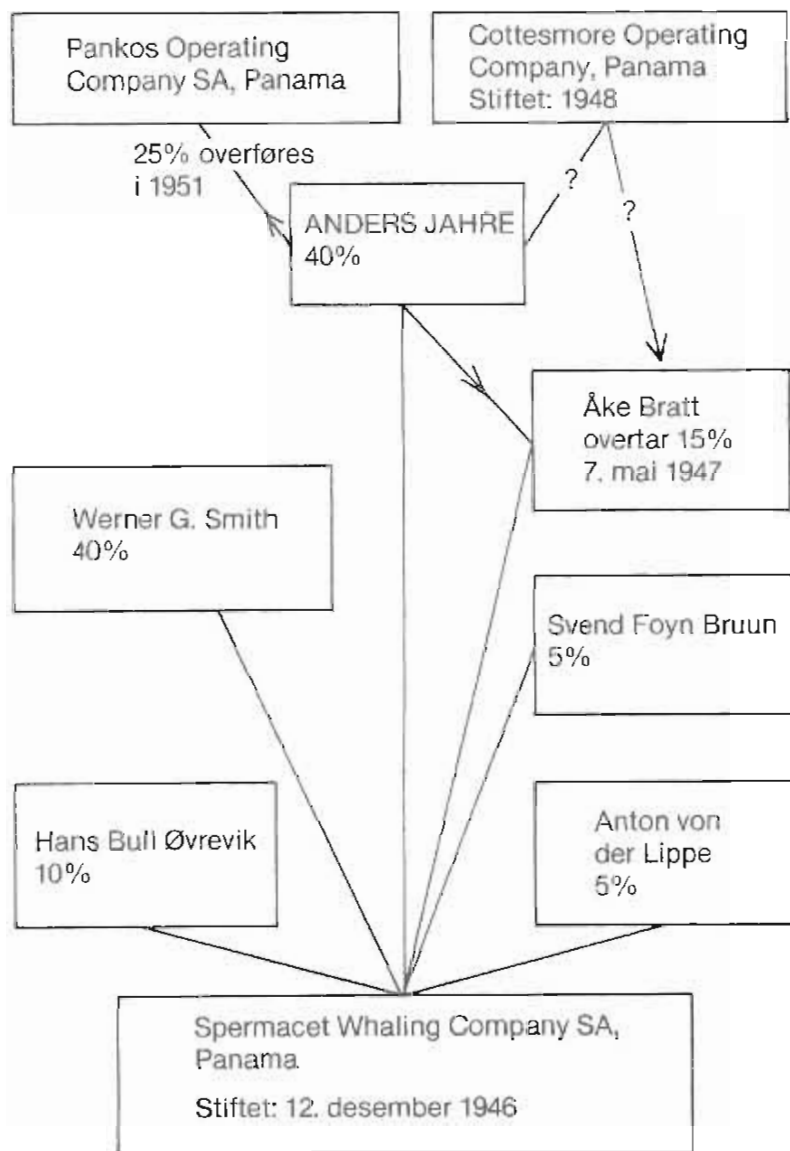 Pankos Operating
Company SA, Panama
Cottesmore Operating
Company, Panama
Stiftet: 1948
25% overføres
i 1951
?
?
ANDERS JAHRE
40%
Åke Bratt
overtar 15%
7. mai 1947
Werner G. Smith
40%
Svend Foyn Bruun
5%
Hans Bull Øvrevik
10%
Anton von
der Lippe
5%
Spermacet Whaling Company SA,
Panama
Stiftet: 12. desember 1946